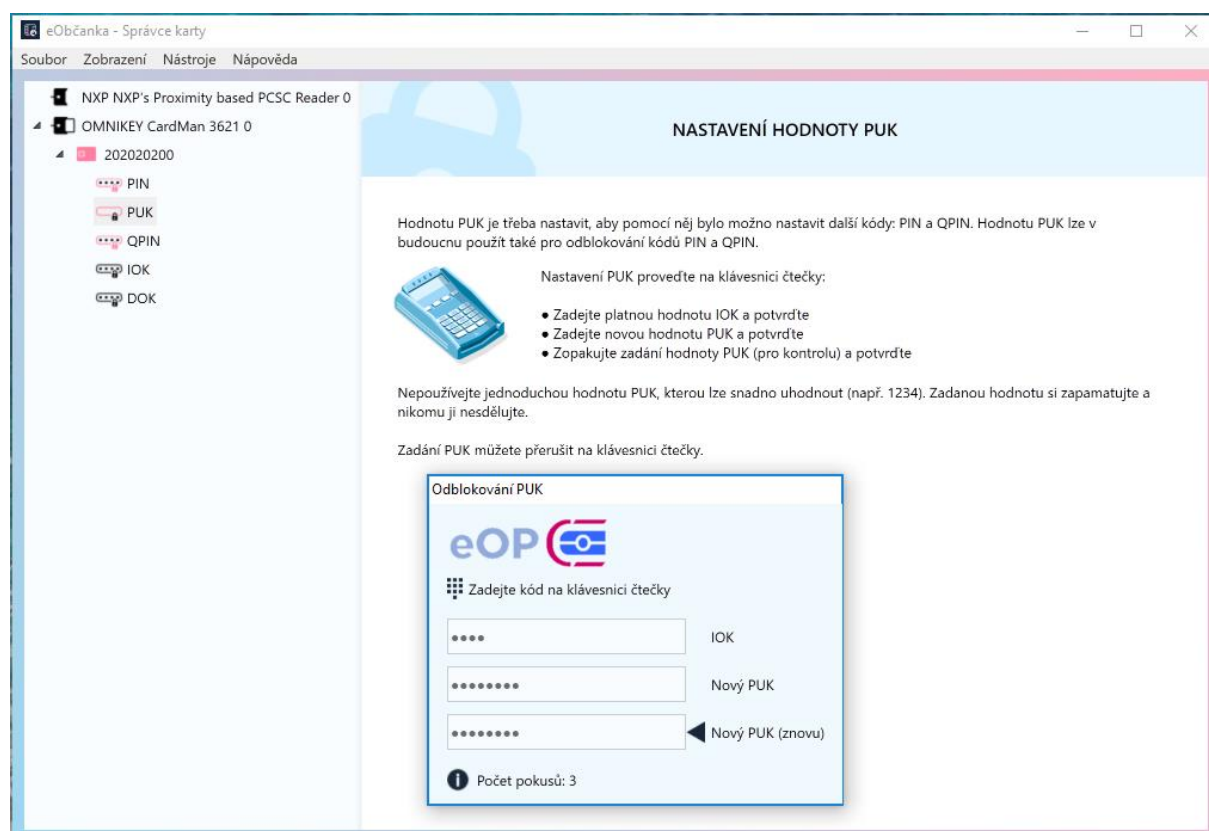 eObčanka - Správce karty
Soubor Zobrazení Nástroje Nápověda
NXP NXP's Proximity based PCSC Reader 0
OMNIKEY CardMan 3621 0
202020200
PIN
PUK
QPIN
IOK
DOK
NASTAVENÍ HODNOTY PUK
Hodnotu PUK je třeba nastavit, aby pomocí něj bylo možno nastavit další kódy: PIN a QPIN. Hodnotu PUK lze v
budoucnu použít také pro odblokování kódů PIN a QPIN.
Nastavení PUK proveďte na klávesnici čtečky:
● Zadejte platnou hodnotu IOK a potvrďte
● Zadejte novou hodnotu PUK a potvrďte
● Zopakujte zadání hodnoty PUK (pro kontrolu) a potvrďte
Nepoužívejte jednoduchou hodnotu PUK, kterou lze snadno uhodnout (např. 1234). Zadanou hodnotu si zapamatujte a
nikomu ji nesdělujte.
Zadání PUK můžete přerušit na klávesnici čtečky.
Odblokování PUK
eOP
Zadejte kód na klávesnici čtečky
●●●● IOK
●●●●●●●● Nový PUK
●●●●●●●● Nový PUK (znovu)
Počet pokusů: 3